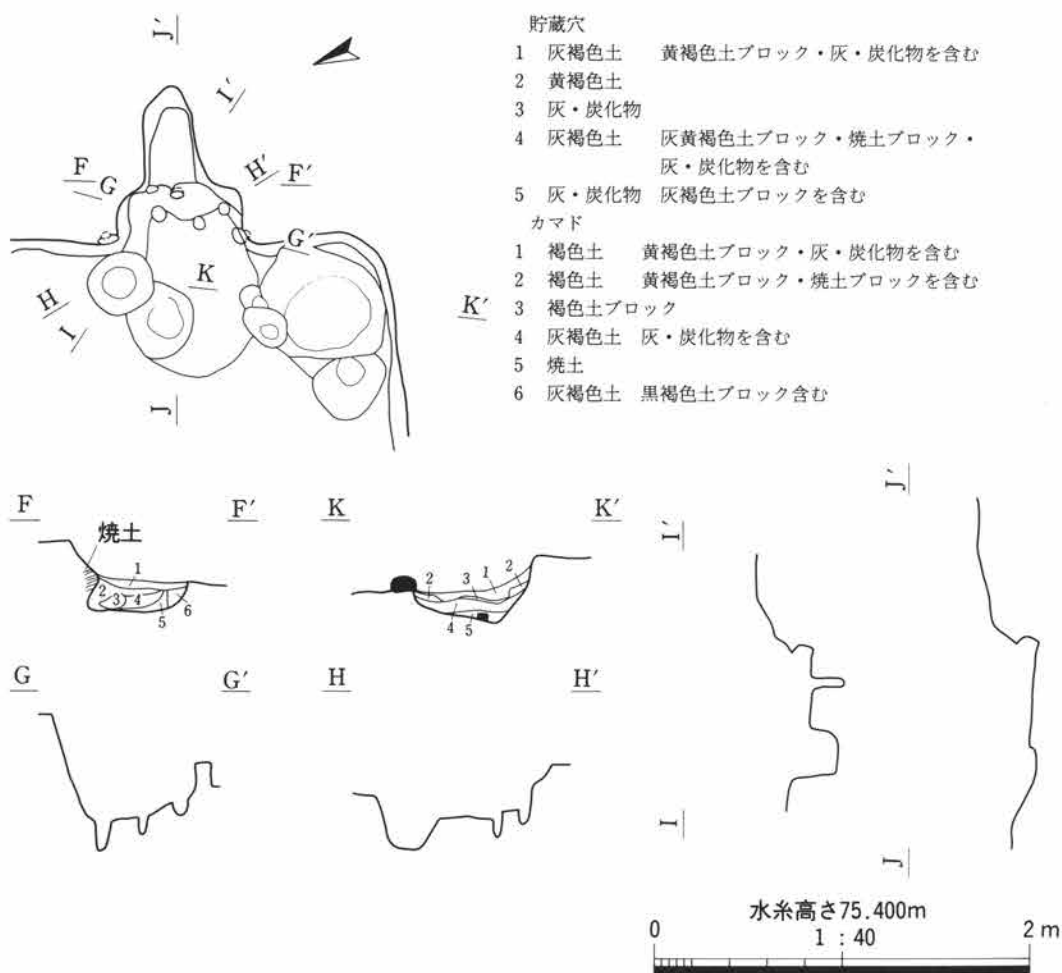 J′
I′
F
G
H′
F′
G′
K
K′
H
I
J
貯蔵穴
1 灰褐色土 黄褐色土ブロック・灰・炭化物を含む
2 黄褐色土
3 灰・炭化物
4 灰褐色土 灰黄褐色土ブロック・焼土ブロック・
灰・炭化物を含む
5 灰・炭化物 灰褐色土ブロックを含む
カマド
1 褐色土 黄褐色土ブロック・灰・炭化物を含む
2 褐色土 黄褐色土ブロック・焼土ブロックを含む
3 褐色土ブロック
4 灰褐色土 灰・炭化物を含む
5 焼土
6 灰褐色土 黒褐色土ブロック含む
F F′
焼土
1
2 3 4 5 6
K K′
2 3 1 2
4 5
G G′
H H′
I′
I
J′
J
水糸高さ75.400m
1:40
0 2m